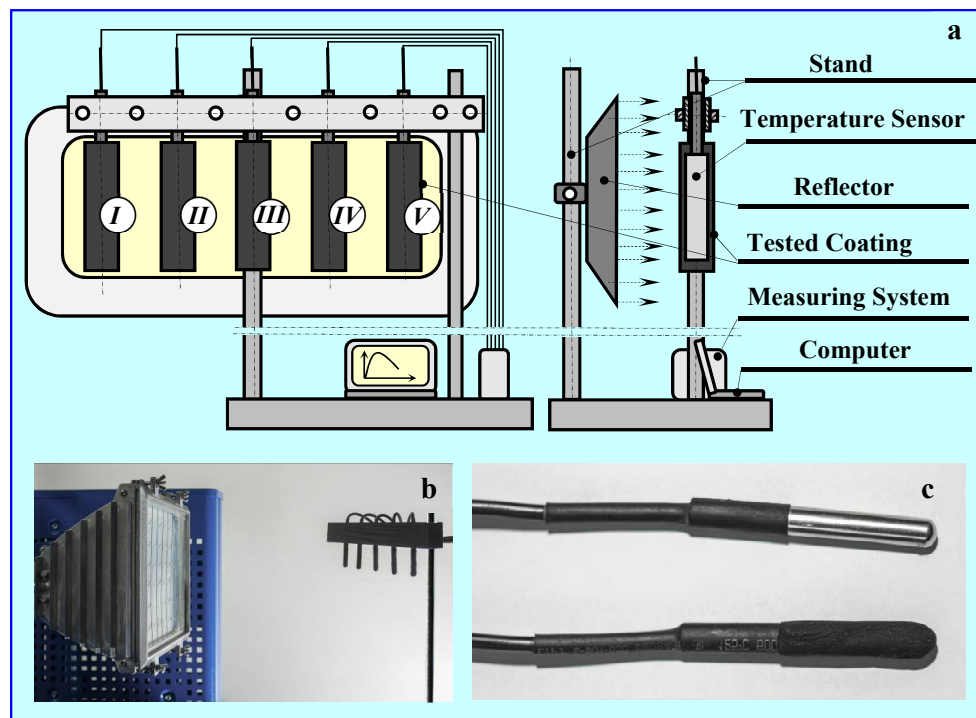 a
Stand
Temperature Sensor
Reflector
Tested Coating
Measuring System
Computer
I II III IV V
b
c